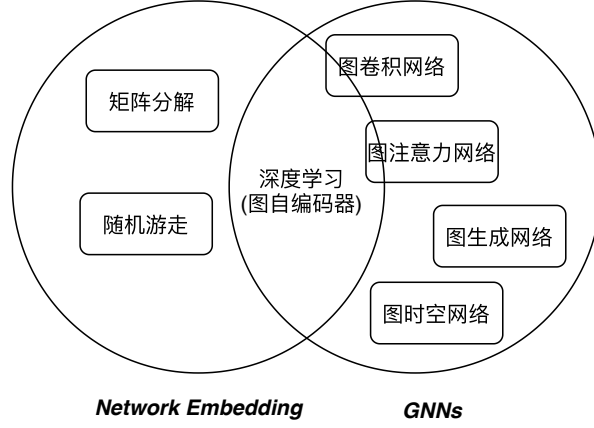 图卷积网络
矩阵分解
图注意力网络
深度学习
(图自编码器)
随机游走
图生成网络
图时空网络
Network Embedding
GNNs